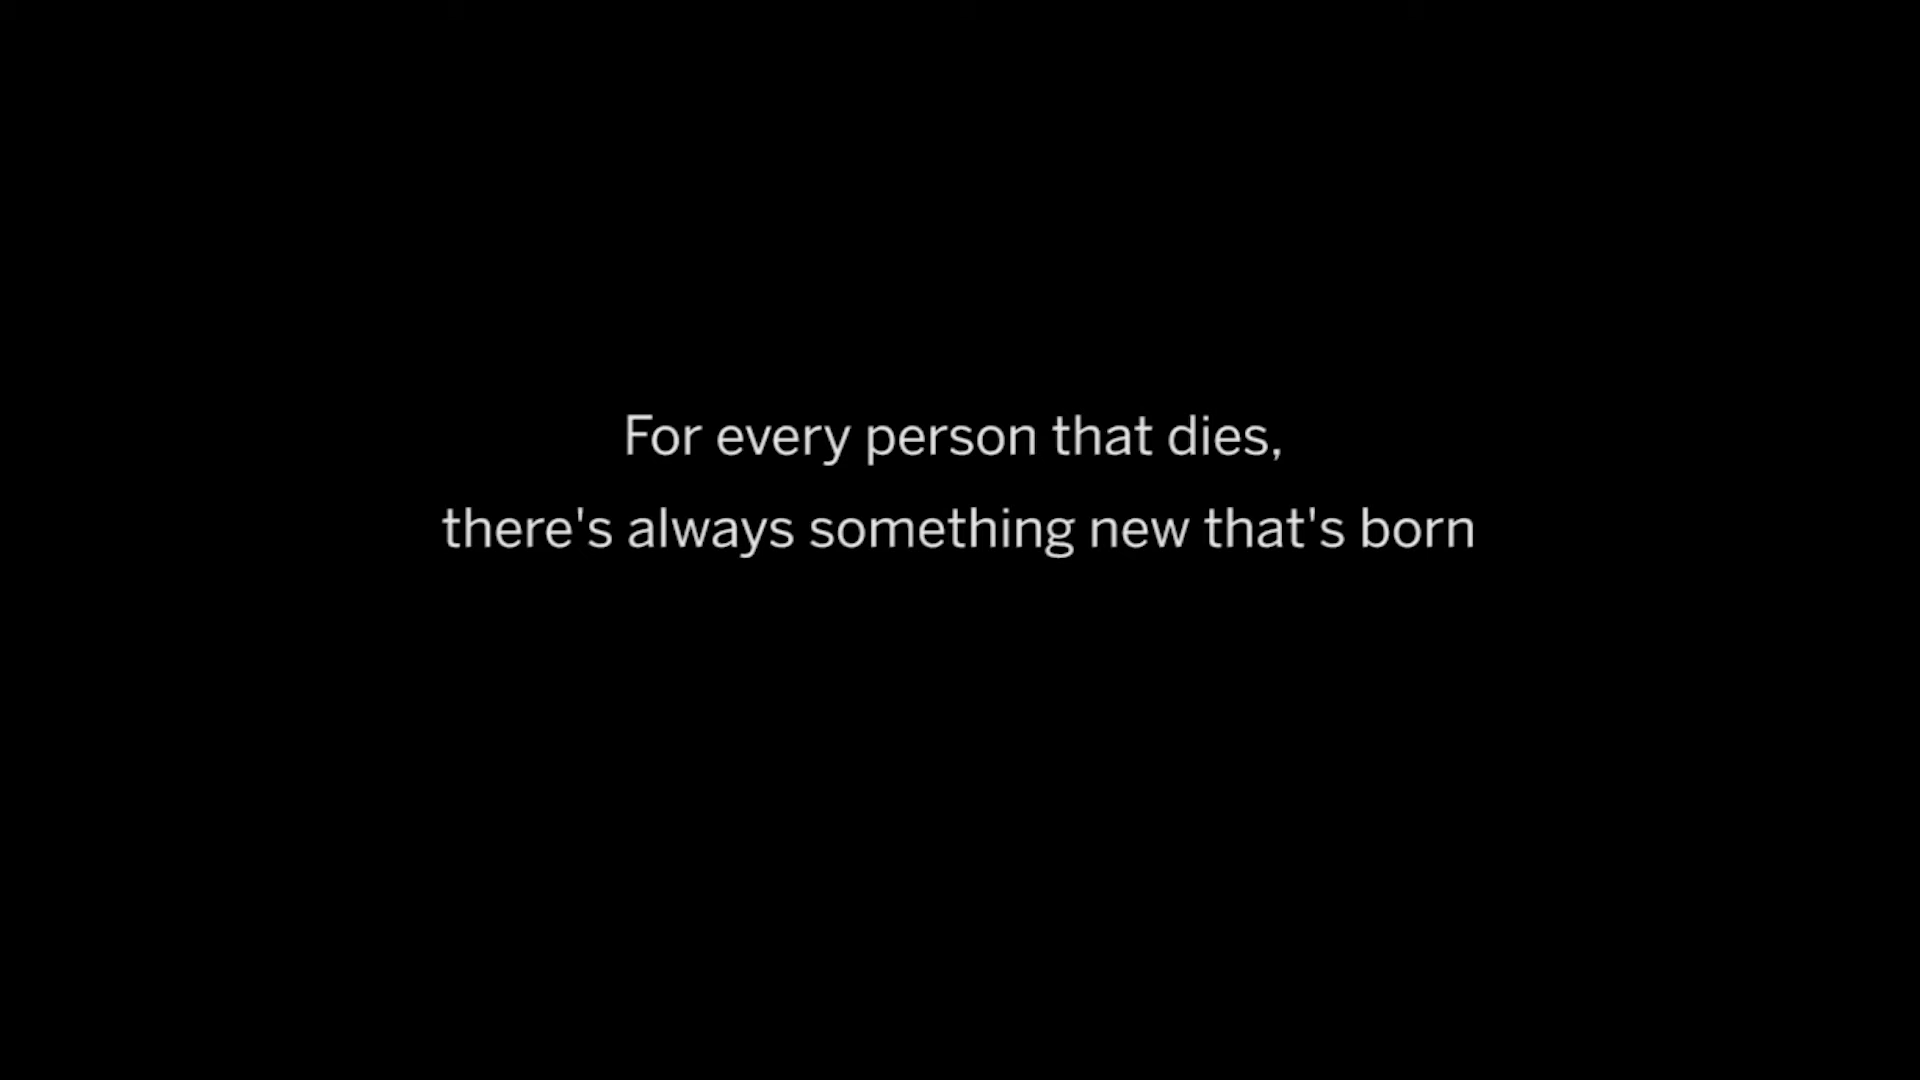 For every person that dies,
there's always something new that's born